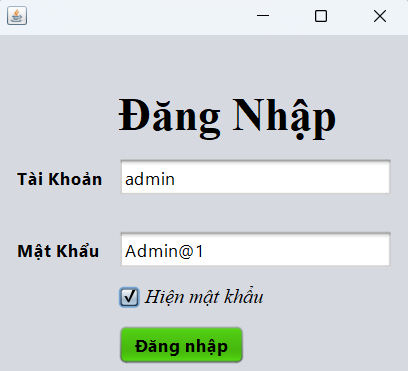 Đăng Nhập
Tài Khoản admin
Mật Khẩu Admin@1
Hiện mật khẩu
Đăng nhập